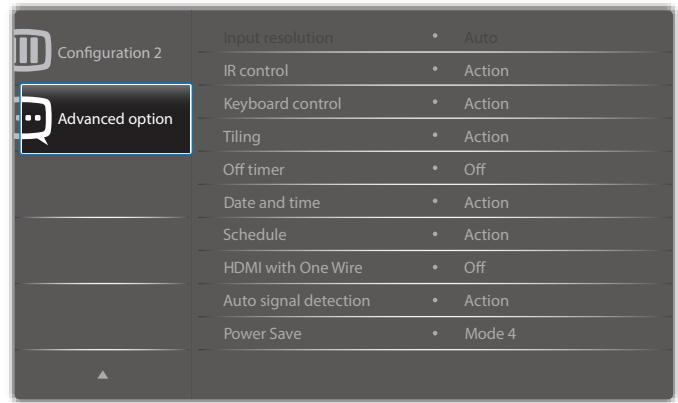 Configuration 2
Advanced option
Input resolution • Auto
IR control • Action
Keyboard control • Action
Tiling • Action
Off timer • Off
Date and time • Action
Schedule • Action
HDMI with One Wire • Off
Auto signal detection • Action
Power Save • Mode 4